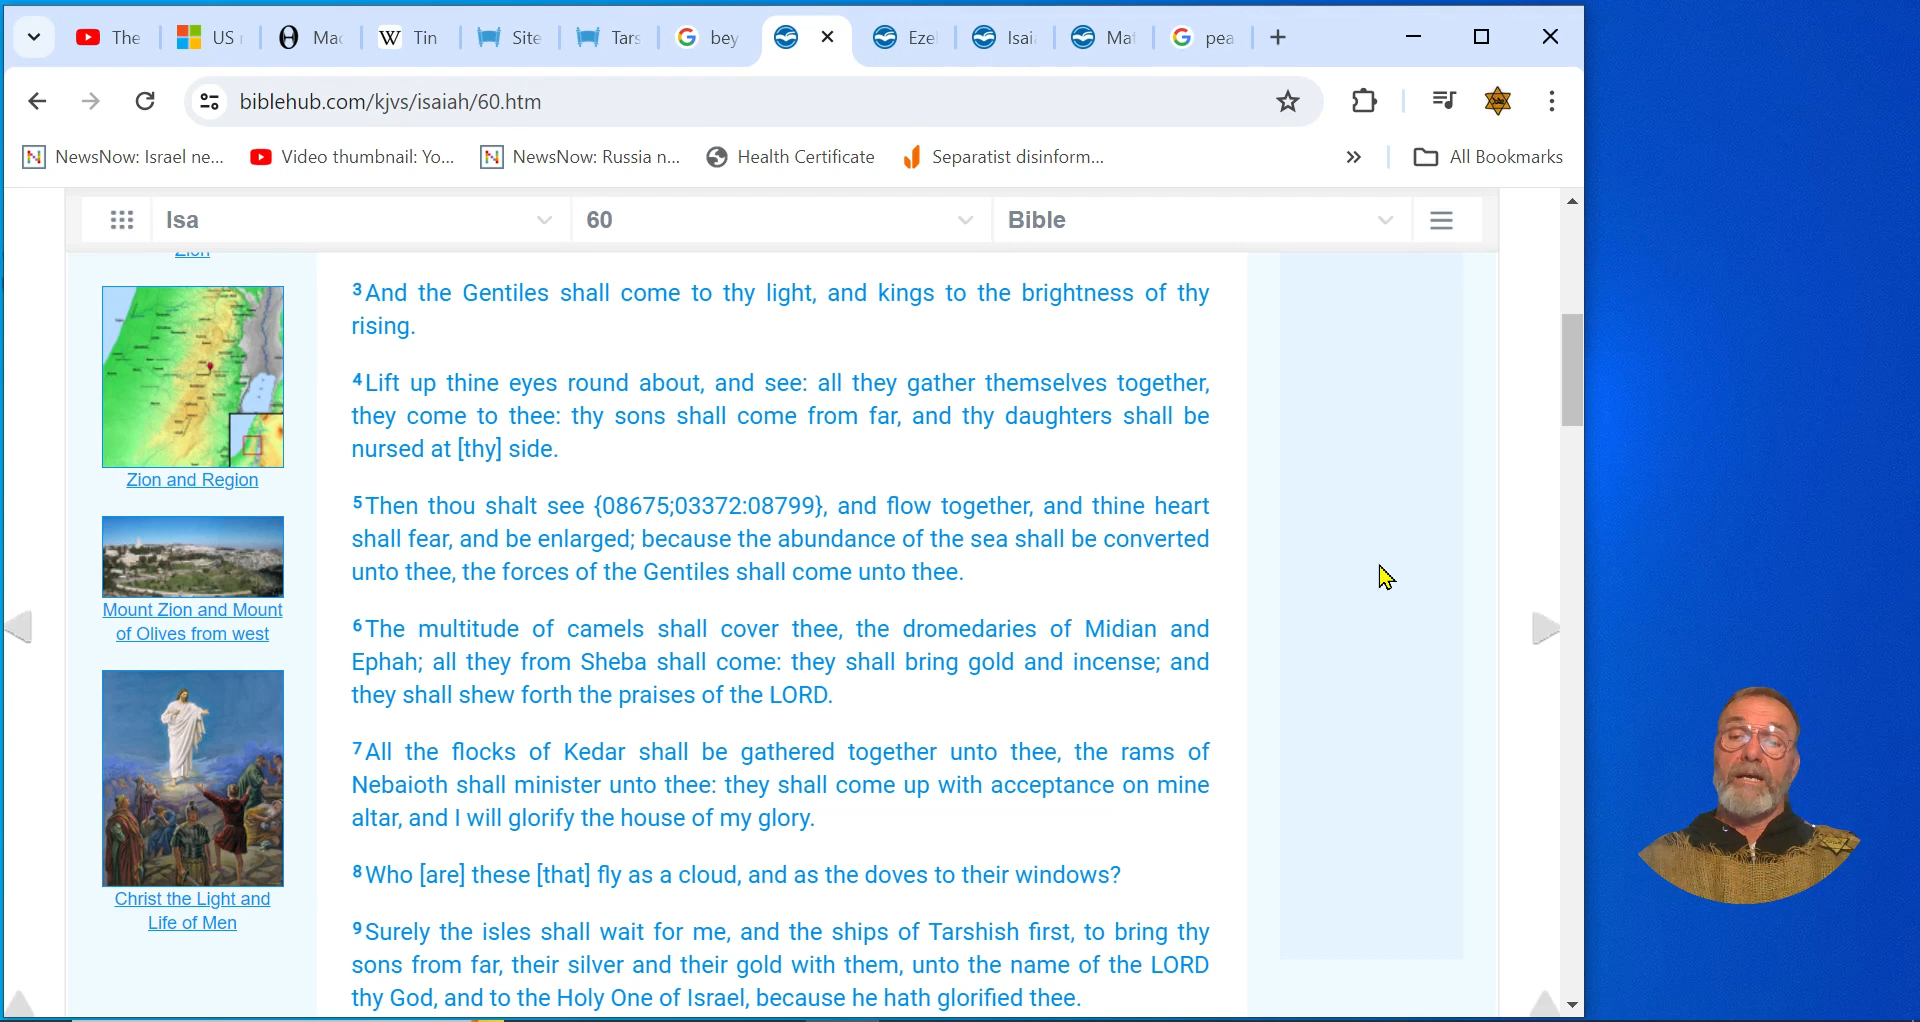 The
US
Mac
Tin
Site
Tars
bey
Eze
Isai
Mat
pea
biblehub.com/kjvs/isaiah/60.htm
NewsNow: Israel ne...
Video thumbnail: Yo...
NewsNow: Russia n...
Health Certificate
Separatist disinform...
All Bookmarks
Isa
60
Bible
Zion
Zion and Region
Mount Zion and Mount
of Olives from west
Christ the Light and
Life of Men
3And the Gentiles shall come to thy light, and kings to the brightness of thy
rising.
4Lift up thine eyes round about, and see: all they gather themselves together,
they come to thee: thy sons shall come from far, and thy daughters shall be
nursed at [thy] side.
5Then thou shalt see {08675;03372:08799}, and flow together, and thine heart
shall fear, and be enlarged; because the abundance of the sea shall be converted
unto thee, the forces of the Gentiles shall come unto thee.
6The multitude of camels shall cover thee, the dromedaries of Midian and
Ephah; all they from Sheba shall come: they shall bring gold and incense; and
they shall shew forth the praises of the LORD.
7All the flocks of Kedar shall be gathered together unto thee, the rams of
Nebaioth shall minister unto thee: they shall come up with acceptance on mine
altar, and I will glorify the house of my glory.
8Who [are] these [that] fly as a cloud, and as the doves to their windows?
9Surely the isles shall wait for me, and the ships of Tarshish first, to bring thy
sons from far, their silver and their gold with them, unto the name of the LORD
thy God, and to the Holy One of Israel, because he hath glorified thee.